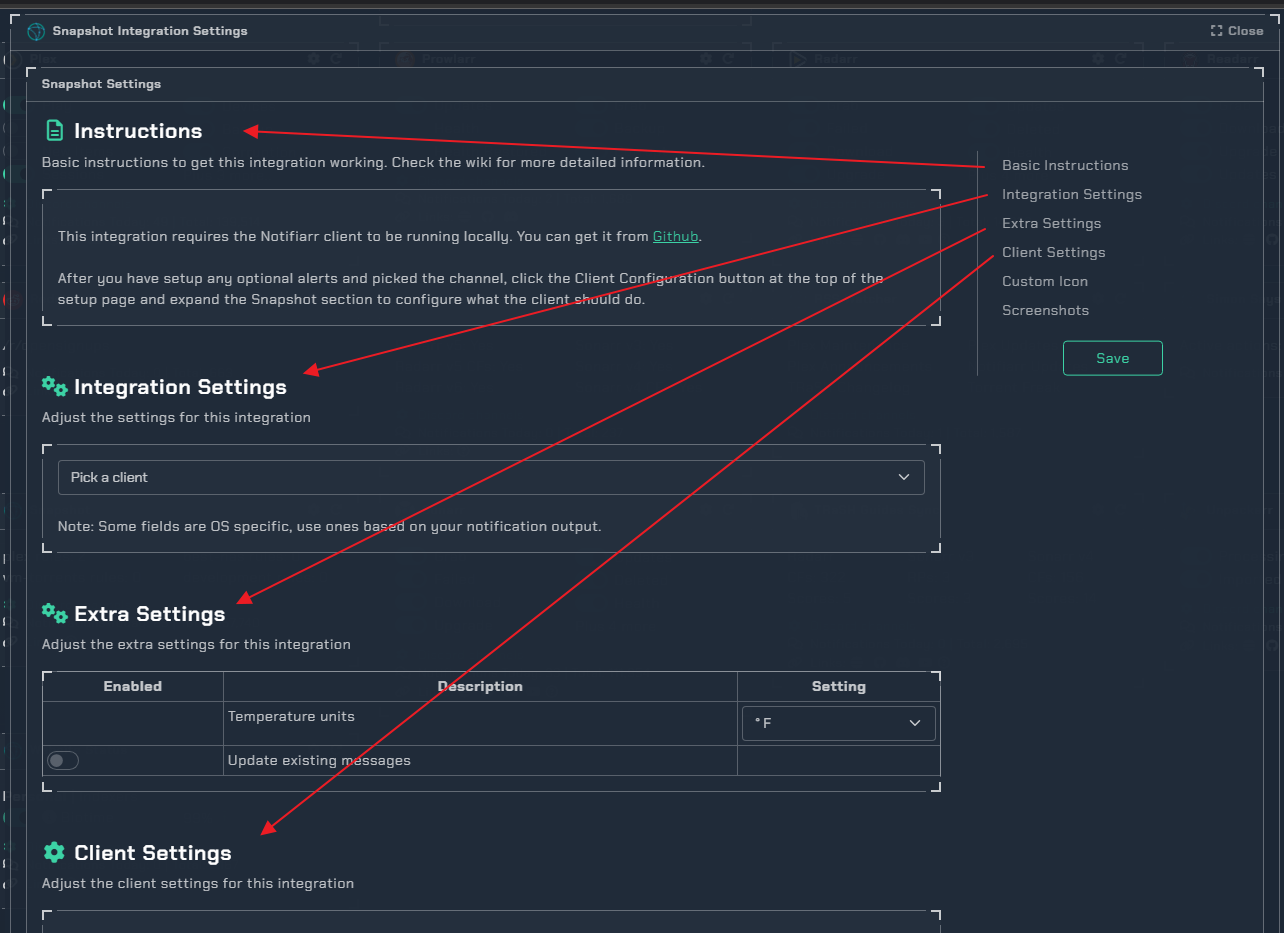 Snapshot Integration Settings
Close
Prowlarr
Radarr
Readarr
Snapshot Settings
Instructions
Basic instructions to get this integration working. Check the wiki for more detailed information.
This integration requires the Notifiarr client to be running locally. You can get it from Github.
After you have setup any optional alerts and picked the channel, click the Client Configuration button at the top of the
setup page and expand the Snapshot section to configure what the client should do.
Basic Instructions
Integration Settings
Extra Settings
Client Settings
Custom Icon
Screenshots
Save
Integration Settings
Adjust the settings for this integration
Pick a client
Note: Some fields are OS specific, use ones based on your notification output.
Extra Settings
Adjust the extra settings for this integration
Enabled Description Setting
Temperature units °F
Update existing messages
Client Settings
Adjust the client settings for this integration